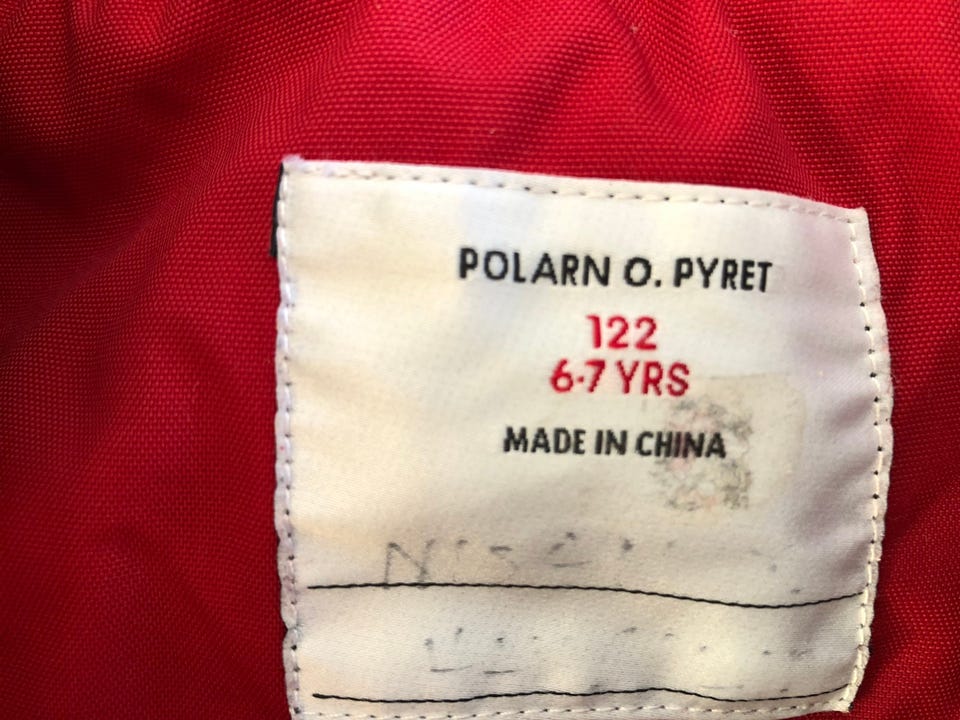 POLARN O. PYRET
122
6-7 YRS
MADE IN CHINA